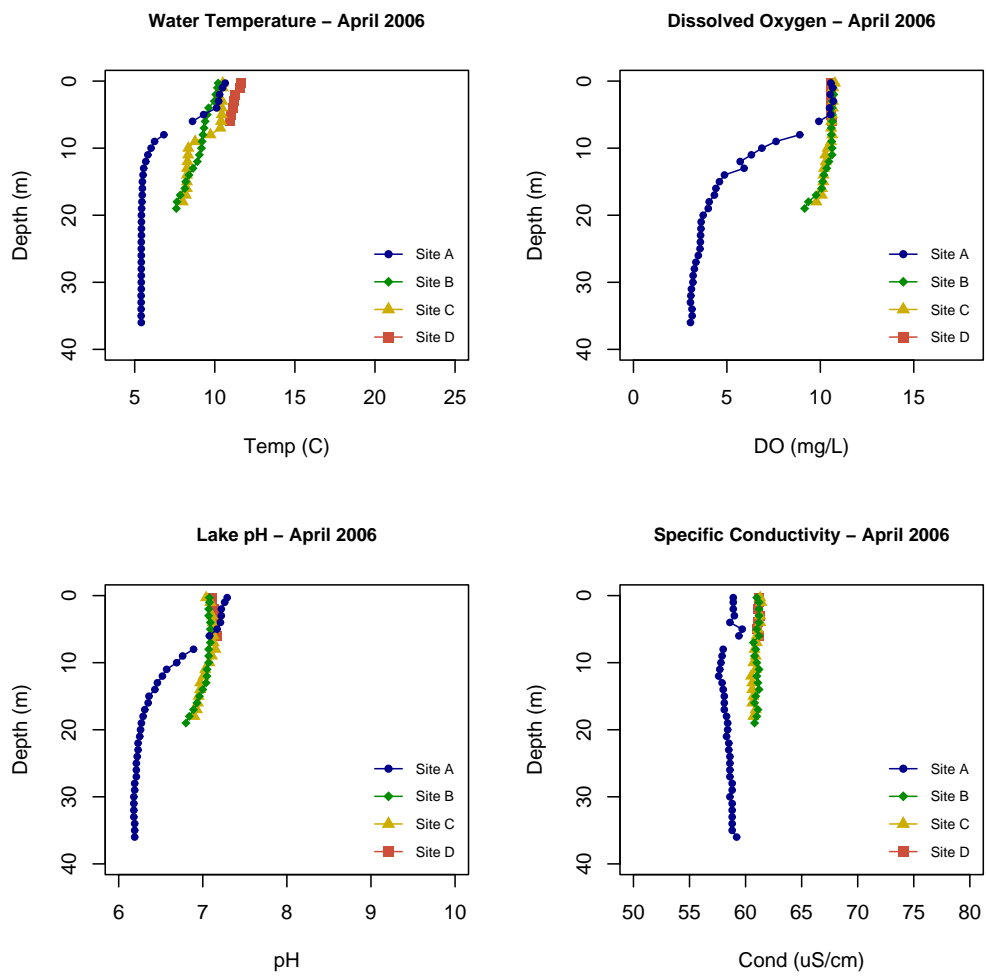 Water Temperature − April 2006
0
10
20
30
40
Depth (m)
5 10 15 20 25
Temp (C)
Site A
Site B
Site C
Site D
Dissolved Oxygen − April 2006
0
10
20
30
40
Depth (m)
0 5 10 15
DO (mg/L)
Site A
Site B
Site C
Site D
Lake pH − April 2006
0
10
20
30
40
Depth (m)
6 7 8 9 10
pH
Site A
Site B
Site C
Site D
Specific Conductivity − April 2006
0
10
20
30
40
Depth (m)
50 55 60 65 70 75 80
Cond (uS/cm)
Site A
Site B
Site C
Site D